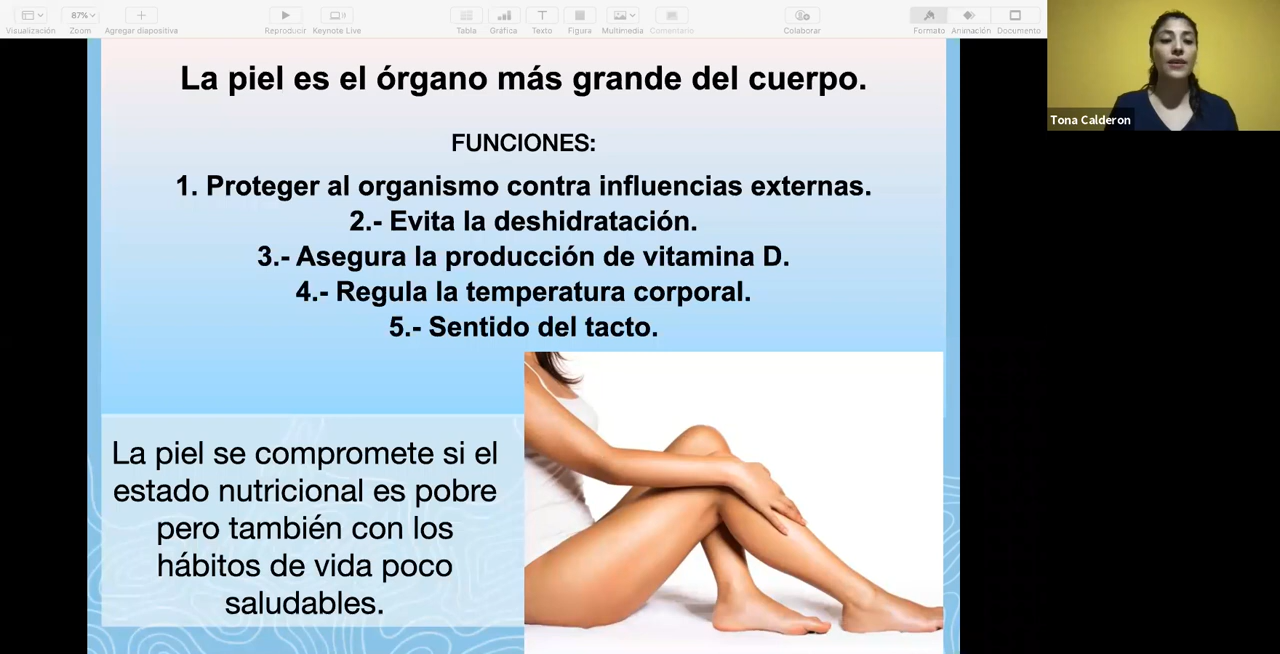 87%
Visualización Zoom Agregar diapositiva Reproducir Keynote Live Tabla Gráfica Texto Figura Multimedia Comentario Colaborar Formato Animación Documento
La piel es el órgano más grande del cuerpo.
FUNCIONES:
1. Proteger al organismo contra influencias externas.
2.- Evita la deshidratación.
3.- Asegura la producción de vitamina D.
4.- Regula la temperatura corporal.
5.- Sentido del tacto.
La piel se compromete si el
estado nutricional es pobre
pero también con los
hábitos de vida poco
saludables.
Tona Calderon